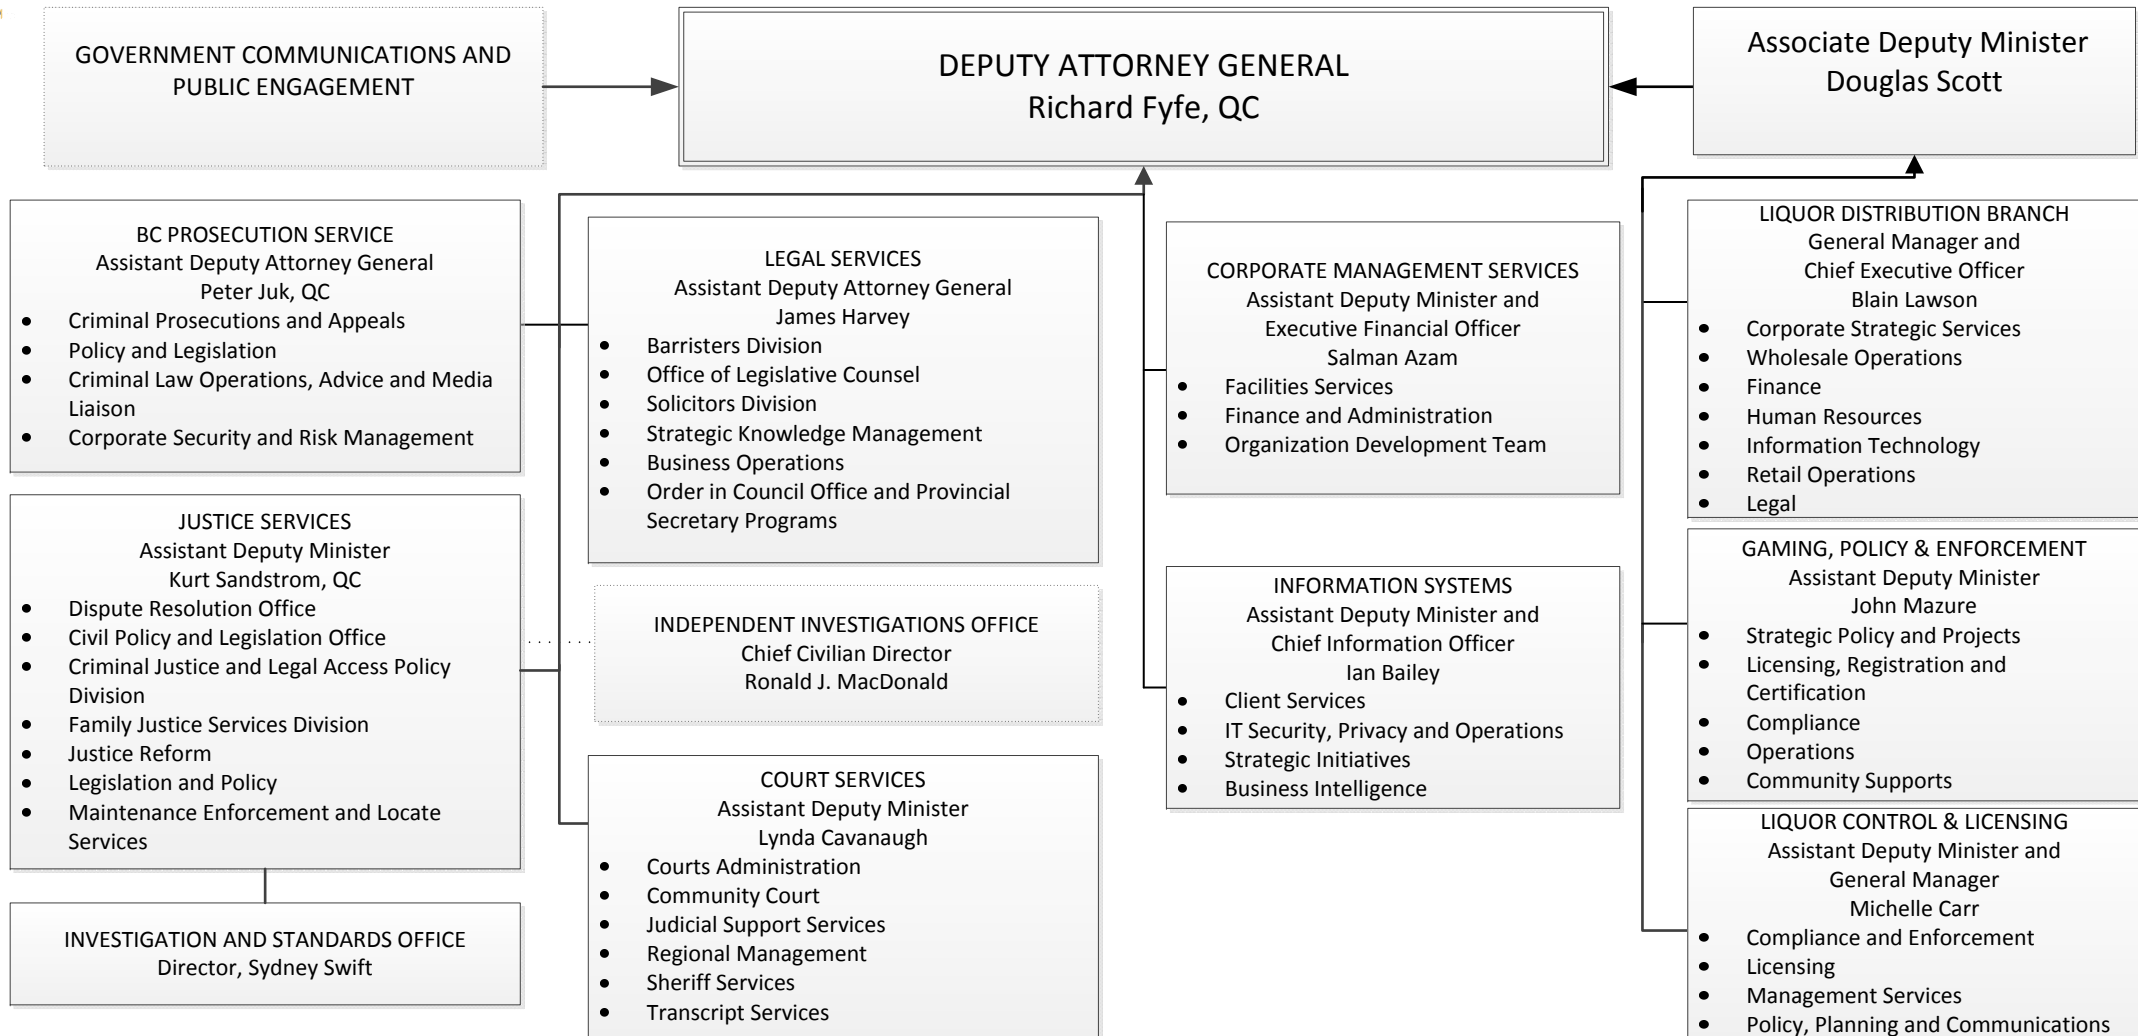 GOVERNMENT COMMUNICATIONS AND
PUBLIC ENGAGEMENT
DEPUTY ATTORNEY GENERAL
Richard Fyfe, QC
Associate Deputy Minister
Douglas Scott
BC PROSECUTION SERVICE
Assistant Deputy Attorney General
Peter Juk, QC
• Criminal Prosecutions and Appeals
• Policy and Legislation
• Criminal Law Operations, Advice and Media
Liaison
• Corporate Security and Risk Management
JUSTICE SERVICES
Assistant Deputy Minister
Kurt Sandstrom, QC
• Dispute Resolution Office
• Civil Policy and Legislation Office
• Criminal Justice and Legal Access Policy
Division
• Family Justice Services Division
• Justice Reform
• Legislation and Policy
• Maintenance Enforcement and Locate
Services
INVESTIGATION AND STANDARDS OFFICE
Director, Sydney Swift
LEGAL SERVICES
Assistant Deputy Attorney General
James Harvey
• Barristers Division
• Office of Legislative Counsel
• Solicitors Division
• Strategic Knowledge Management
• Business Operations
• Order in Council Office and Provincial
Secretary Programs
INDEPENDENT INVESTIGATIONS OFFICE
Chief Civilian Director
Ronald J. MacDonald
COURT SERVICES
Assistant Deputy Minister
Lynda Cavanaugh
• Courts Administration
• Community Court
• Judicial Support Services
• Regional Management
• Sheriff Services
• Transcript Services
CORPORATE MANAGEMENT SERVICES
Assistant Deputy Minister and
Executive Financial Officer
Salman Azam
• Facilities Services
• Finance and Administration
• Organization Development Team
INFORMATION SYSTEMS
Assistant Deputy Minister and
Chief Information Officer
Ian Bailey
• Client Services
• IT Security, Privacy and Operations
• Strategic Initiatives
• Business Intelligence
LIQUOR DISTRIBUTION BRANCH
General Manager and
Chief Executive Officer
Blain Lawson
• Corporate Strategic Services
• Wholesale Operations
• Finance
• Human Resources
• Information Technology
• Retail Operations
• Legal
GAMING, POLICY & ENFORCEMENT
Assistant Deputy Minister
John Mazure
• Strategic Policy and Projects
• Licensing, Registration and
Certification
• Compliance
• Operations
• Community Supports
LIQUOR CONTROL & LICENSING
Assistant Deputy Minister and
General Manager
Michelle Carr
• Compliance and Enforcement
• Licensing
• Management Services
• Policy, Planning and Communications